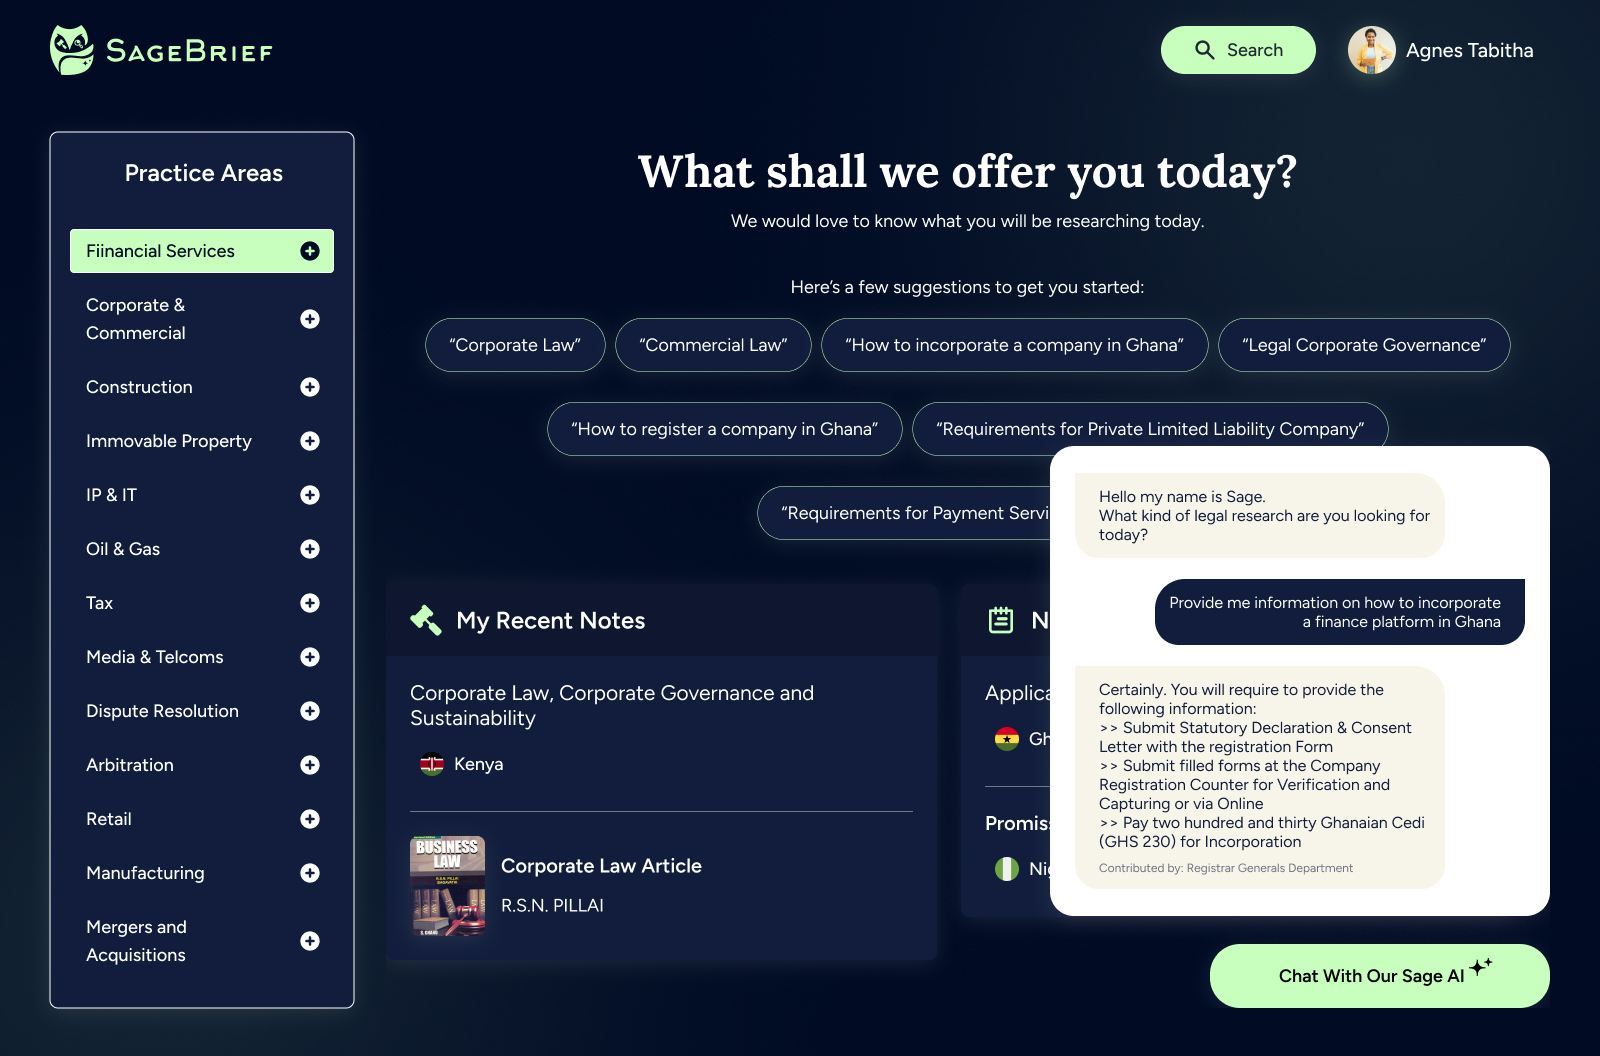 SAGEBRIEF
Search
Agnes Tabitha
Practice Areas
Fiinancial Services
Corporate &
Commercial
Construction
Immovable Property
IP & IT
Oil & Gas
Tax
Media & Telcoms
Dispute Resolution
Arbitration
Retail
Manufacturing
Mergers and
Acquisitions
What shall we offer you today?
We would love to know what you will be researching today.
Here’s a few suggestions to get you started:
“Corporate Law”
“Commercial Law”
“How to incorporate a company in Ghana”
“Legal Corporate Governance”
“How to register a company in Ghana”
“Requirements for Private Limited Liability Company”
“Requirements for Payment
My Recent Notes
Corporate Law, Corporate Governance and
Sustainability
Kenya
BUSINESS
LAW
R.S.N. PILLAI
BAGAVATHI
S. CHAND
Corporate Law Article
R.S.N. PILLAI
Hello my name is Sage.
What kind of legal research are you looking for
today?
Provide me information on how to incorporate
a finance platform in Ghana
Certainly. You will require to provide the
following information:
>> Submit Statutory Declaration & Consent
Letter with the registration Form
>> Submit filled forms at the Company
Registration Counter for Verification and
Capturing or via Online
>> Pay two hundred and thirty Ghanaian Cedi
(GHS 230) for Incorporation
Contributed by: Registrar Generals Department
Chat With Our Sage AI